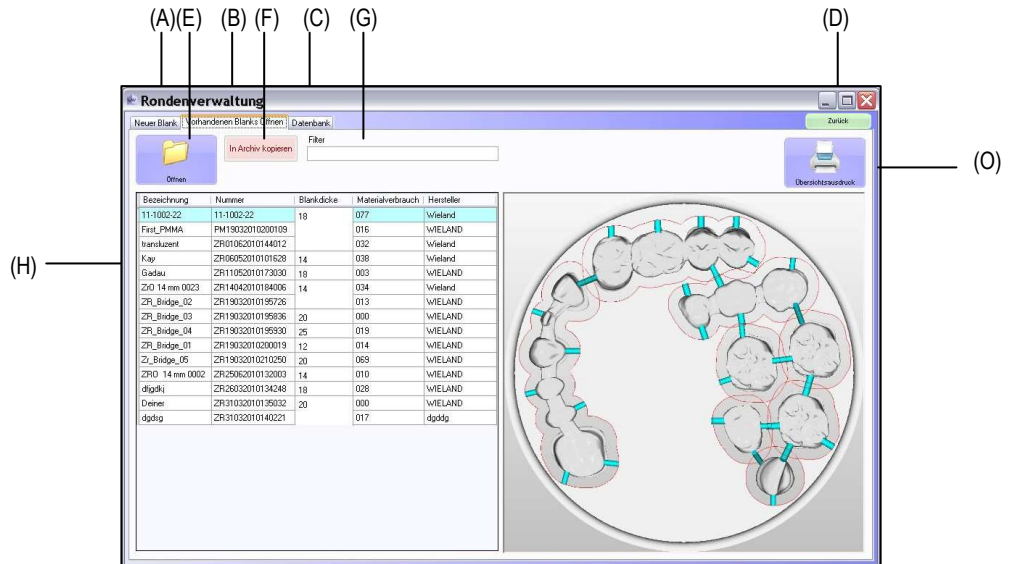 (A)(E) (B) (F) (C) (G) (D)
Rondenverwaltung
Neuer Blank Vorhandenen Blanks Öffnen Datenbank Zurück
Öffnen
In Archiv kopieren
Filter
Übersichtsausdruck
(O)
(H)
Bezeichnung Nummer Blankdicke Materialverbrauch Hersteller
11-1002-22 11-1002-22 18 077 Wieland
First_PMMA PM19032010200109 016 WIELAND
transluzent ZR01062010144012 032 Wieland
Kay ZR06052010101628 14 038 Wieland
Gadau ZR11052010173030 18 003 WIELAND
ZrO 14 mm 0023 ZR14042010184006 14 034 Wieland
ZR_Bridge_02 ZR19032010195726 013 WIELAND
ZR_Bridge_03 ZR19032010195836 20 000 WIELAND
ZR_Bridge_04 ZR19032010195930 25 019 WIELAND
ZR_Bridge_01 ZR19032010200019 12 014 WIELAND
Zr_Bridge_05 ZR19032010210250 20 069 WIELAND
ZRO 14 mm 0002 ZR25062010132003 14 010 WIELAND
dfjgdkj ZR26032010134248 18 028 WIELAND
Deiner ZR31032010135032 20 000 WIELAND
dgdsg ZR31032010140221 017 dgddg